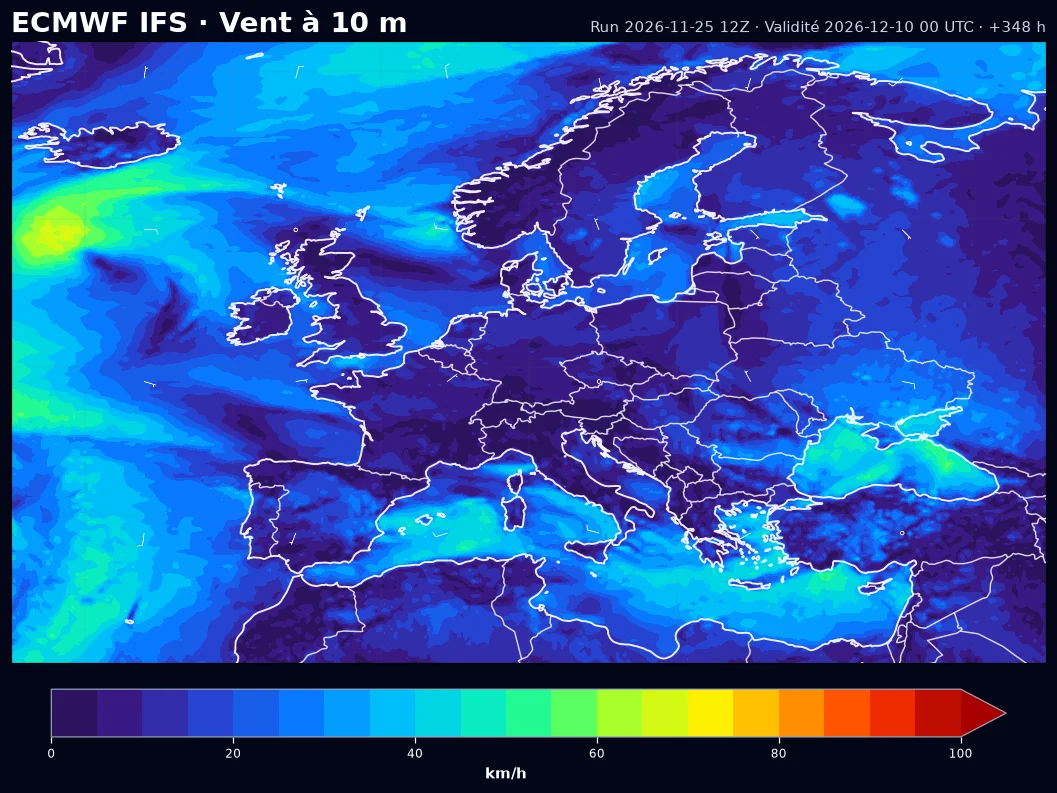 ECMWF IFS · Vent à 10 m
Run 2026-11-25 12Z · Validité 2026-12-10 00 UTC · +348 h
0 20 40 60 80 100
km/h